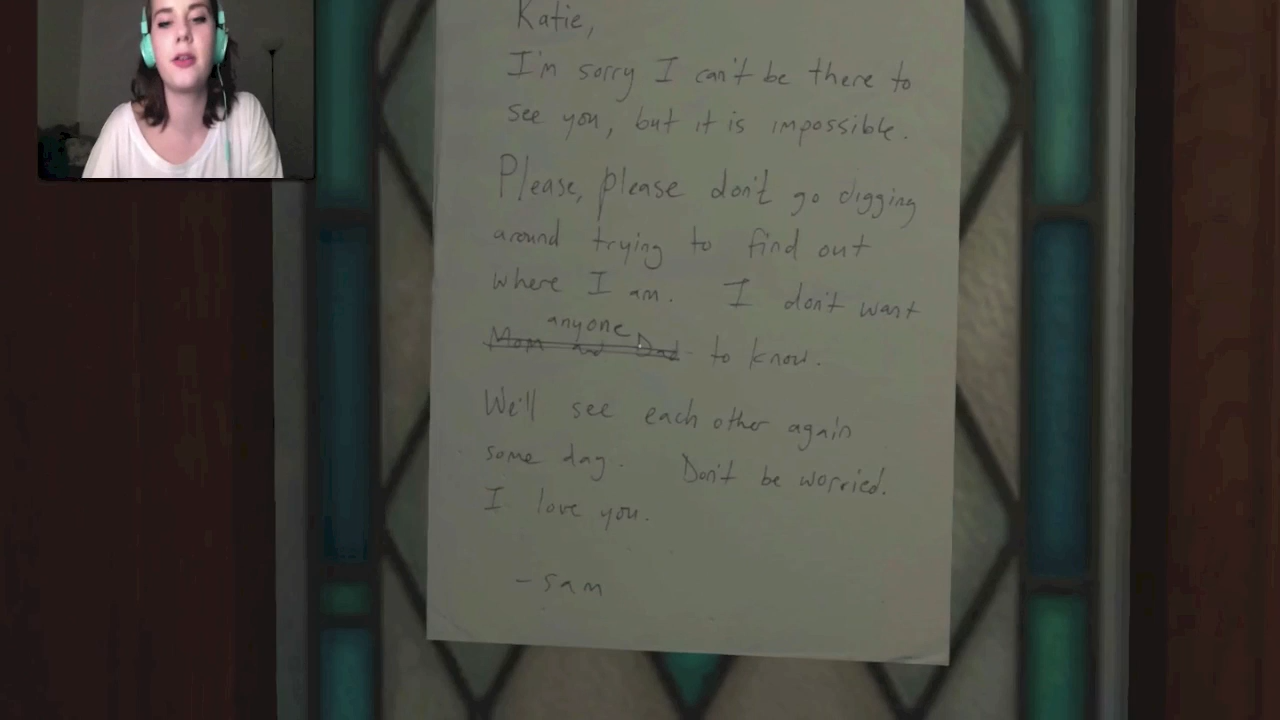 Katie,
I'm sorry I can't be there to
see you, but it is impossible.
Please, please don't go digging
around trying to find out
where I am. I don't want
anyone
Mom and Dad to know.
We'll see each other again
some day. Don't be worried.
I love you.
- Sam